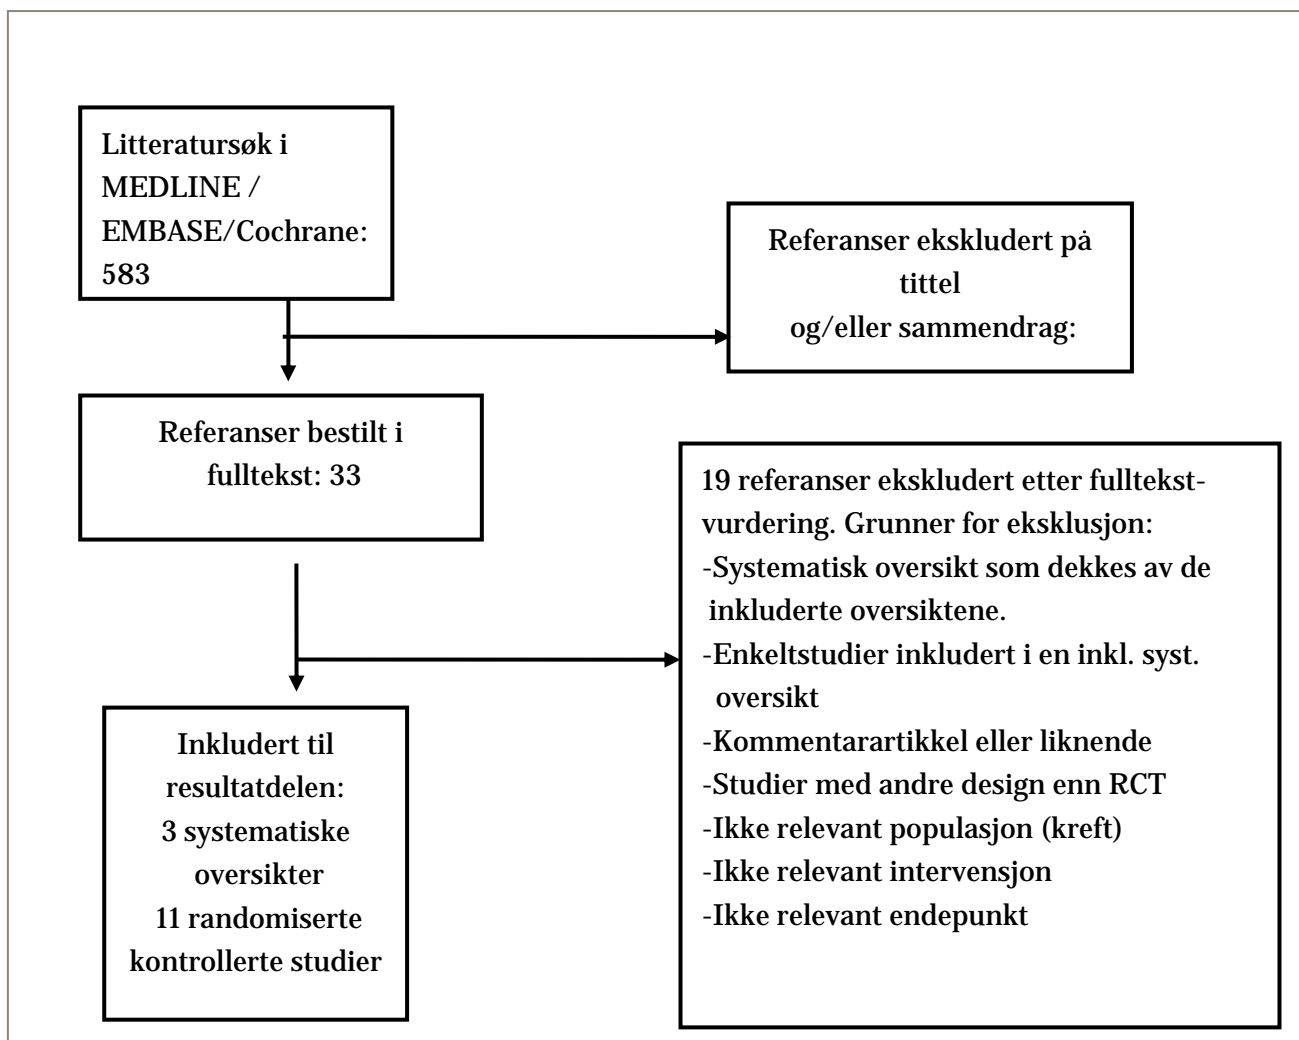 Litteratursøk i
MEDLINE /
EMBASE/Cochrane:
583
Referanser ekskludert på
tittel
og/eller sammendrag:
Referanser bestilt i
fulltekst: 33
19 referanser ekskludert etter fulltekst-
vurdering. Grunner for eksklusjon:
-Systematisk oversikt som dekkes av de
inkluderte oversiktene.
-Enkeltstudier inkludert i en inkl. syst.
oversikt
-Kommentarartikkel eller liknende
-Studier med andre design enn RCT
-Ikke relevant populasjon (kreft)
-Ikke relevant intervensjon
-Ikke relevant endepunkt
Inkludert til
resultatdelen:
3 systematiske
oversikter
11 randomiserte
kontrollerte studier